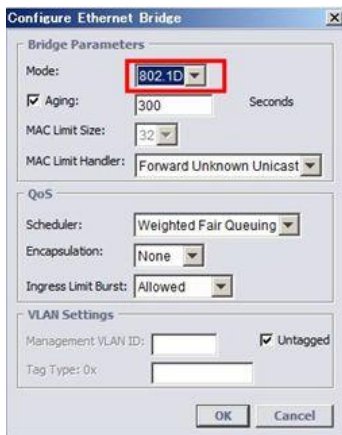 Configure Ethernet Bridge
Bridge Parameters
Mode: 802.1D
Aging: 300 Seconds
MAC Limit Size: 32
MAC Limit Handler: Forward Unknown Unicast
QoS
Scheduler: Weighted Fair Queuing
Encapsulation: None
Ingress Limit Burst: Allowed
VLAN Settings
Management VLAN ID: Untagged
Tag Type: 0x
OK Cancel